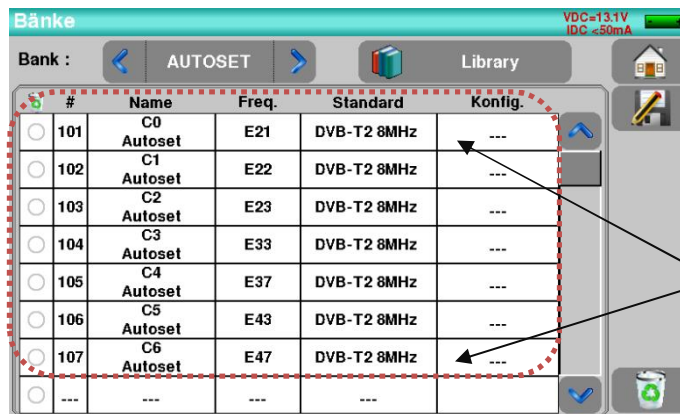 Bänke
VDC=13.1V
IDC <50mA
Bank :
AUTOSET
Library
# Name Freq. Standard Konfig.
101 C0 Autoset E21 DVB-T2 8MHz ---
102 C1 Autoset E22 DVB-T2 8MHz ---
103 C2 Autoset E23 DVB-T2 8MHz ---
104 C3 Autoset E33 DVB-T2 8MHz ---
105 C4 Autoset E37 DVB-T2 8MHz ---
106 C5 Autoset E43 DVB-T2 8MHz ---
107 C6 Autoset E47 DVB-T2 8MHz ---
--- --- --- ---